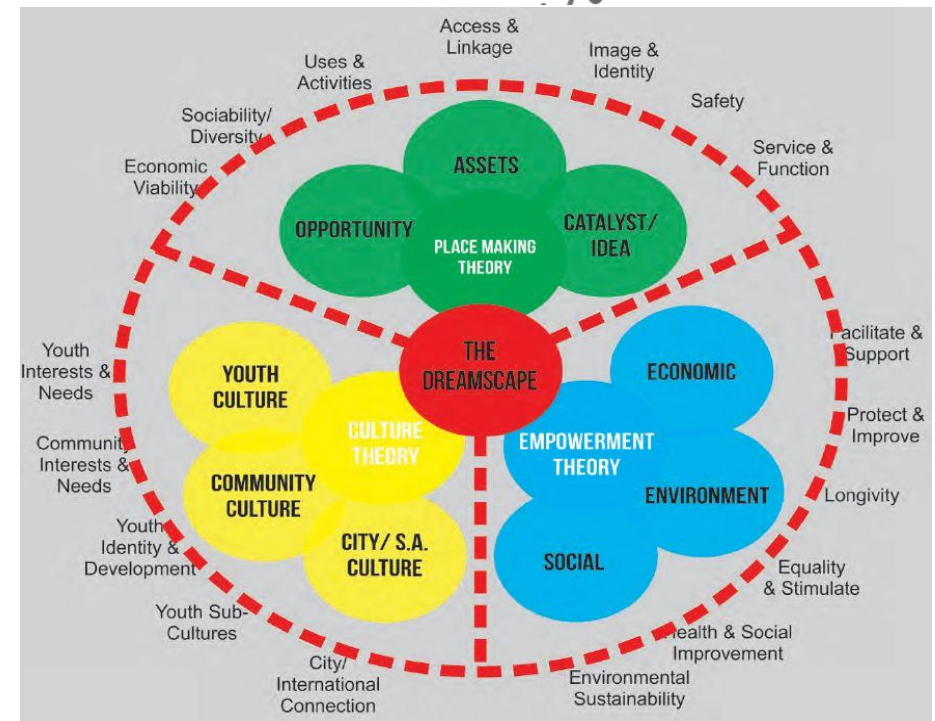 Access &
Linkage
Image &
Identity
Uses &
Activities
Safety
Sociability/
Diversity
Service &
Function
Economic
Viability
ASSETS
OPPORTUNITY
CATALYST/
IDEA
PLACE MAKING
THEORY
THE
DREAMSCAPE
Youth
Interests &
Needs
Community
Interests &
Needs
Youth
Identity &
Development
Youth Sub-
Cultures
City/
International
Connection
YOUTH
CULTURE
CULTURE
THEORY
COMMUNITY
CULTURE
CITY/ S.A.
CULTURE
ECONOMIC
EMPOWERMENT
THEORY
ENVIRONMENT
SOCIAL
Facilitate &
Support
Protect &
Improve
Longivity
Equality
& Stimulate
Health & Social
Improvement
Environmental
Sustainability